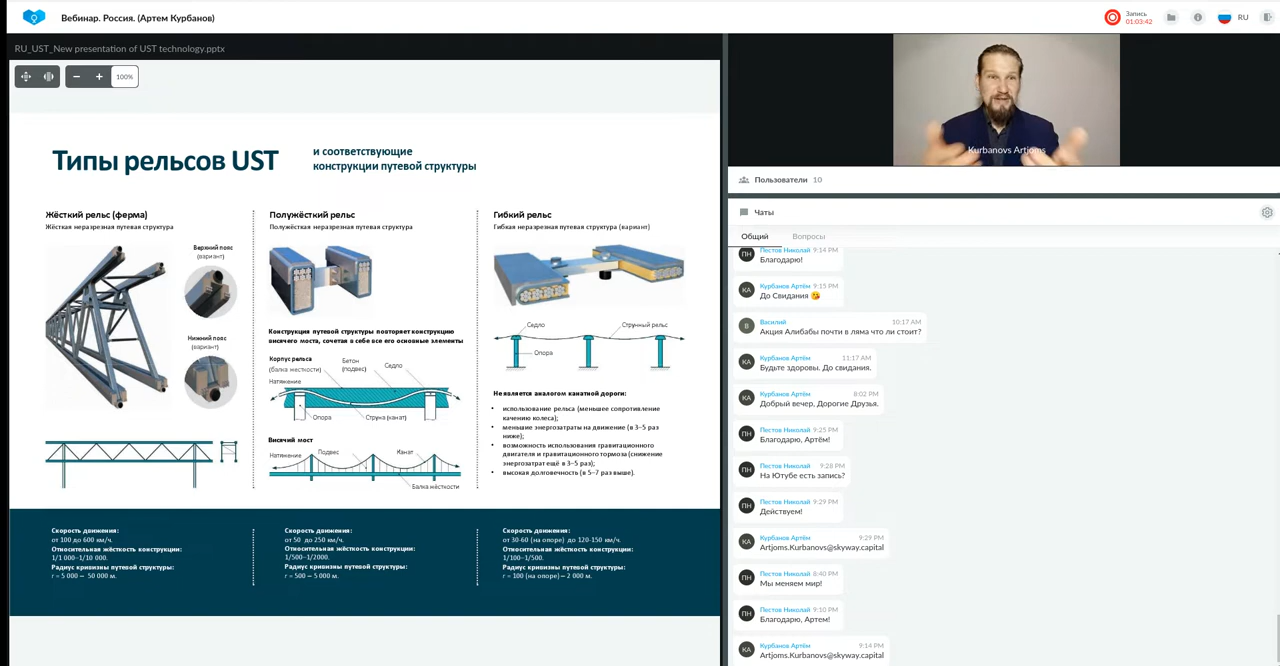 Вебинар. Россия. (Артем Курбанов)
Запись
01:03:42
RU
RU_UST_New presentation of UST technology.pptx
100%
Типы рельсов UST
и соответствующие
конструкции путевой структуры
Жёсткий рельс (ферма)
Жёсткая неразрезная путевая структура
Верхний пояс
(вариант)
Нижний пояс
(вариант)
Полужёсткий рельс
Полужёсткая неразрезная путевая структура
Конструкция путевой структуры повторяет конструкцию
висячего моста, сочетая в себе все его основные элементы
Корпус рельса
(балка жесткости)
Бетон
(подвес)
Седло
Натяжение
Опора
Струна (канат)
Висячий мост
Натяжение
Подвес
Канат
Балка жёсткости
Гибкий рельс
Гибкая неразрезная путевая структура (вариант)
Седло
Струнный рельс
Опора
Не является аналогом канатной дороги:
• использование рельса (меньшее сопротивление
качению колеса);
• меньшие энергозатраты на движение (в 3–5 раз
ниже);
• возможность использования гравитационного
двигателя и гравитационного тормоза (снижение
энергозатрат ещё в 3–5 раз);
• высокая долговечность (в 5–7 раз выше).
Скорость движения:
от 100 до 600 км/ч.
Относительная жёсткость конструкции:
1/1 000–1/10 000.
Радиус кривизны путевой структуры:
r = 5 000 – 50 000 м.
Скорость движения:
от 50 до 250 км/ч.
Относительная жёсткость конструкции:
1/500–1/2000.
Радиус кривизны путевой структуры:
r = 500 – 5 000 м.
Скорость движения:
от 30-60 (на опоре) до 120-150 км/ч.
Относительная жёсткость конструкции:
1/100–1/500.
Радиус кривизны путевой структуры:
r = 100 (на опоре) – 2 000 м.
Kurbanovs Artjoms
Пользователи 10
Чаты
Общий
Вопросы
ПН
Пестов Николай 9:14 PM
Благодарю!
КА
Курбанов Артём 9:15 PM
До Свидания 😘
В
Василий 10:17 AM
Акция Алибабы почти в ляма что ли стоит?
КА
Курбанов Артём 11:17 AM
Будьте здоровы. До свидания.
КА
Курбанов Артём 8:02 PM
Добрый вечер, Дорогие Друзья.
ПН
Пестов Николай 9:25 PM
Благодарю, Артём!
ПН
Пестов Николай 9:28 PM
На Ютубе есть запись?
ПН
Пестов Николай 9:29 PM
Действуем!
КА
Курбанов Артём 9:29 PM
Artjoms.Kurbanovs@skyway.capital
ПН
Пестов Николай 8:40 PM
Мы меняем мир!
ПН
Пестов Николай 9:10 PM
Благодарю, Артем!
КА
Курбанов Артём 9:14 PM
Artjoms.Kurbanovs@skyway.capital